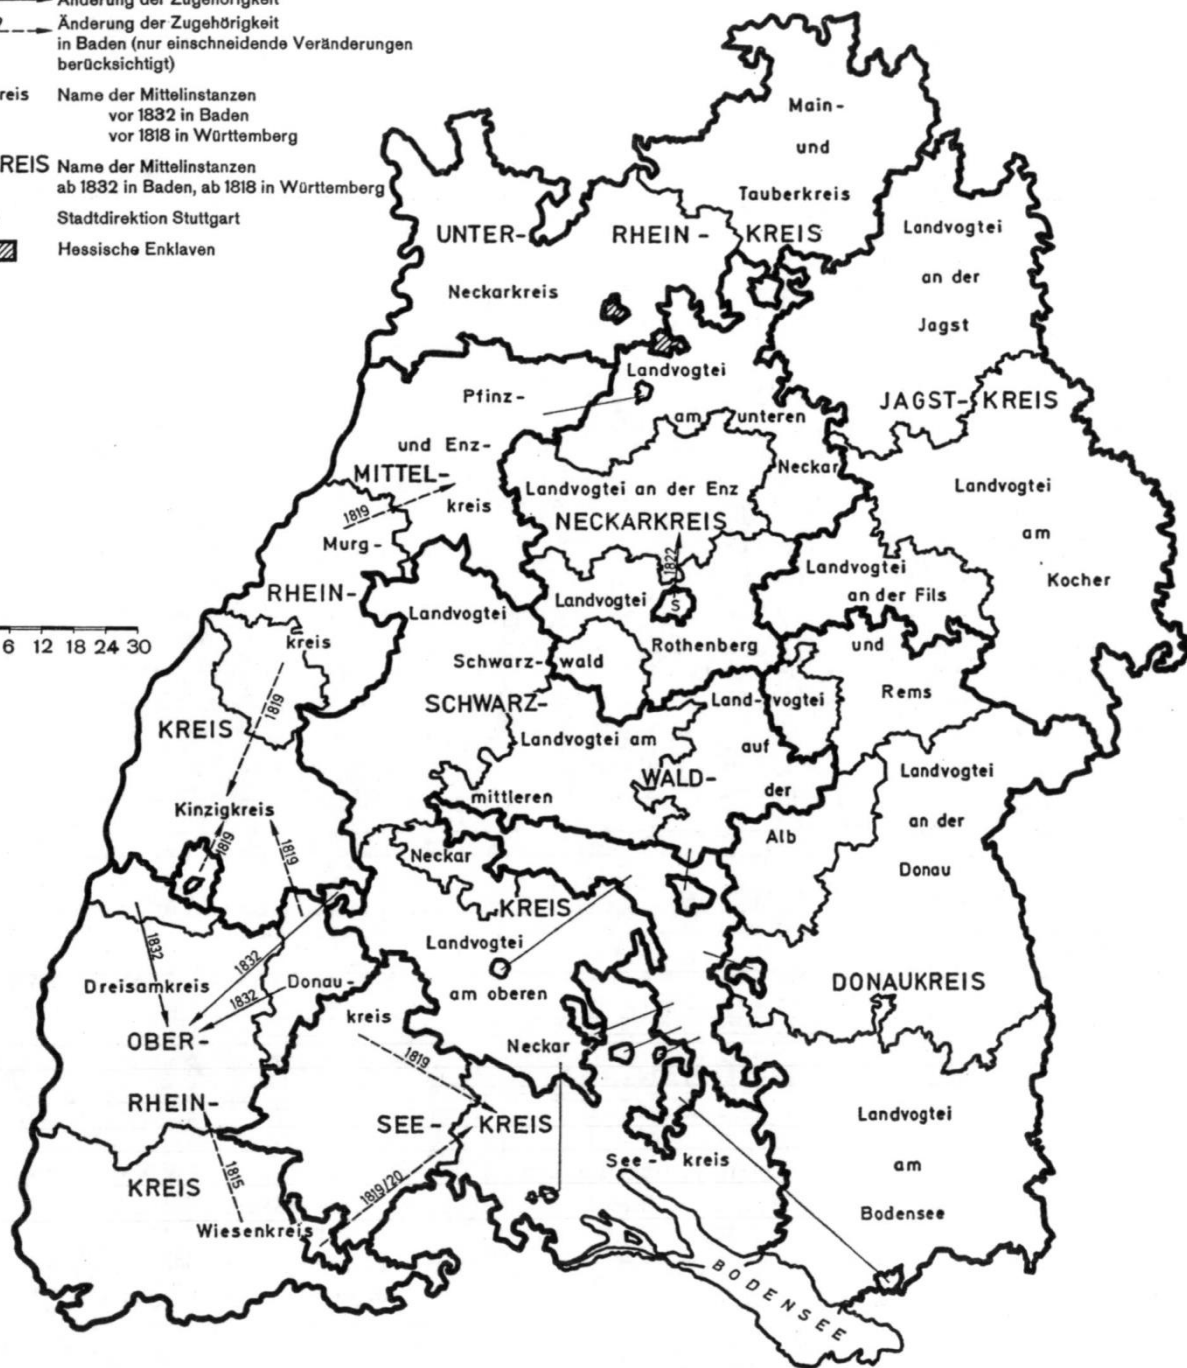 Änderung der Zugehörigkeit
Änderung der Zugehörigkeit
in Baden (nur einschneidende Veränderungen
berücksichtigt)
reis Name der Mittelinstanzen
vor 1832 in Baden
vor 1818 in Württemberg
REIS Name der Mittelinstanzen
ab 1832 in Baden, ab 1818 in Württemberg
Stadtdirektion Stuttgart
Hessische Enklaven
Main-
und
Tauberkreis
UNTER- RHEIN- KREIS
Landvogtei
an der
Jagst
Neckarkreis
Landvogtei
Pfinz-
am unteren
JAGST- KREIS
und Enz-
Neckar
MITTEL-
Landvogtei an der Enz
Landvogtei
kreis
1819
NECKARKREIS
am
Murg-
1822
Landvogtei
Kocher
RHEIN-
Landvogtei
Landvogtei
S
an der Fils
6 12 18 24 30
kreis
Schwarz- wald
Rothenberg
und
Rems
1819
KREIS
SCHWARZ-
Land- vogtei
Landvogtei am
auf
WALD-
der
Landvogtei
mittleren
Kinzigkreis
an der
Alb
1819
1819
Neckar
Donau
KREIS
1832
Landvogtei
1832
Dreisamkreis
1832
Donau-
am oberen
DONAUKREIS
kreis
OBER-
1819
Neckar
RHEIN-
SEE- KREIS
Landvogtei
See- kreis
am
KREIS
1815
1819/20
Bodensee
Wiesenkreis
BODENSEE